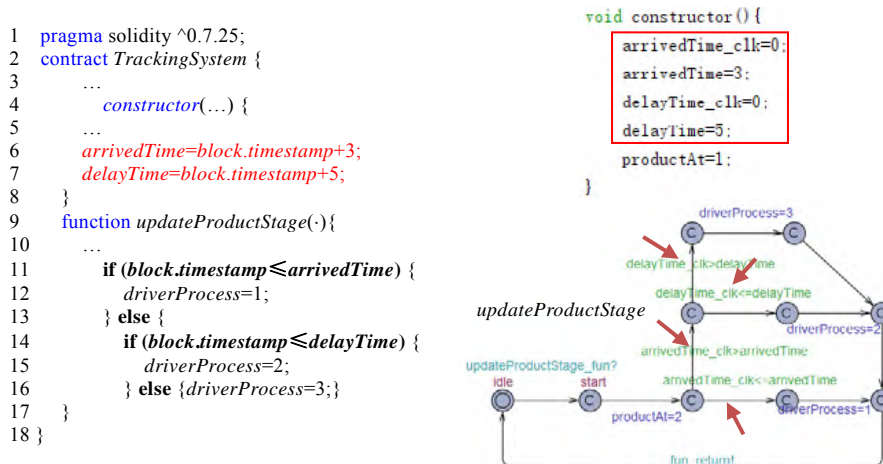 1 pragma solidity ^0.7.25;
2 contract TrackingSystem {
3 …
4 constructor(…) {
5 …
6 arrivedTime=block.timestamp+3;
7 delayTime=block.timestamp+5;
8 }
9 function updateProductStage(·){
10 …
11 if (block.timestamp≤arrivedTime) {
12 driverProcess=1;
13 } else {
14 if (block.timestamp≤delayTime) {
15 driverProcess=2;
16 } else {driverProcess=3;}
17 }
18 }
void constructor(){
arrivedTime_clk=0;
arrivedTime=3;
delayTime_clk=0;
delayTime=5;
productAt=1;
}
driverProcess=3
C
C
delayTime_clk>delayTime
delayTime_clk<=delayTime
updateProductStage
C
C
C
driverProcess=2
arrivedTime_clk>arrivedTime
updateProductStage_fun?
idle
start
arrivedTime_clk<=arrivedTime
C
C
C
C
productAt=2
driverProcess=1
fun_return!